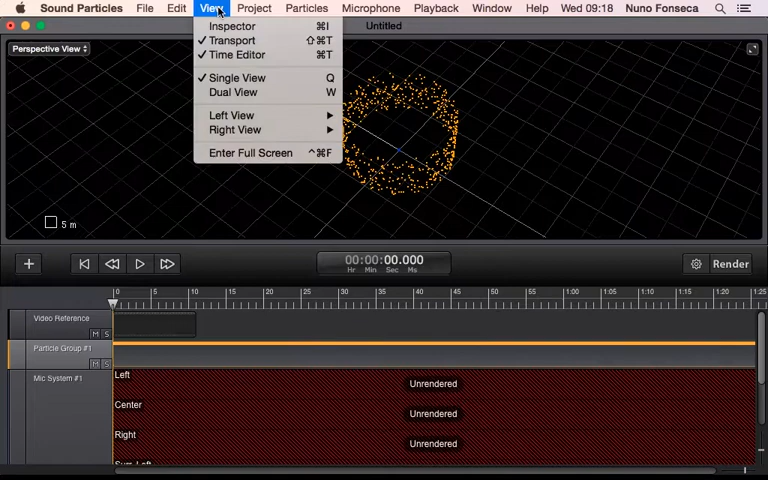 Sound Particles File Edit View Project Particles Microphone Playback Window Help Wed 09:18 Nuno Fonseca
Untitled
Perspective View
Inspector ⌘I
✓ Transport ⇧⌘T
✓ Time Editor ⌘T
✓ Single View Q
Dual View W
Left View ▶
Right View ▶
Enter Full Screen ^⌘F
5 m
00:00:00.000
Hr Min Sec Ms
Render
0 5 10 15 20 25 30 35 40 45 50 55 1:00 1:05 1:10 1:15 1:20 1:25
Video Reference
M S
Particle Group #1
M S
Mic System #1
Left
Unrendered
Center
Unrendered
Right
Unrendered